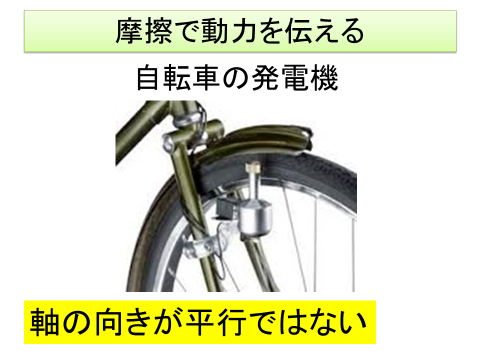 摩擦で動力を伝える
自転車の発電機
軸の向きが平行ではない